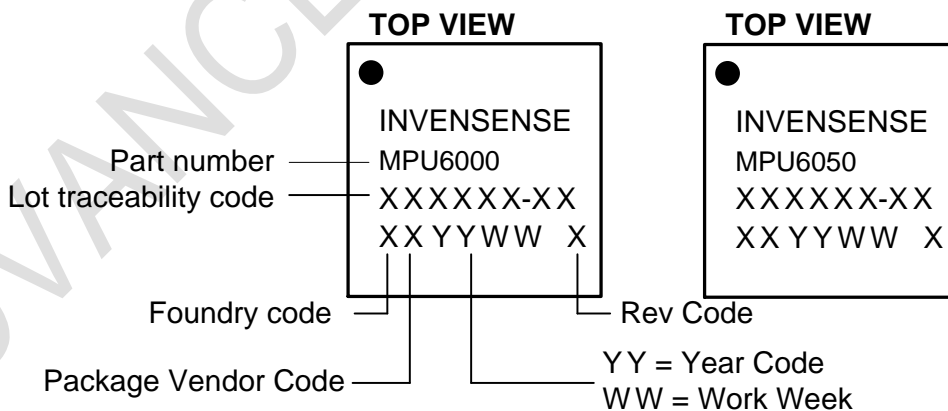 TOP VIEW
INVENSENSE
MPU6000
XXXXXX-XX
XXYYWW X
Part number
Lot traceability code
Foundry code
Package Vendor Code
Rev Code
YY = Year Code
WW = Work Week
TOP VIEW
INVENSENSE
MPU6050
XXXXXX-XX
XXYYWW X